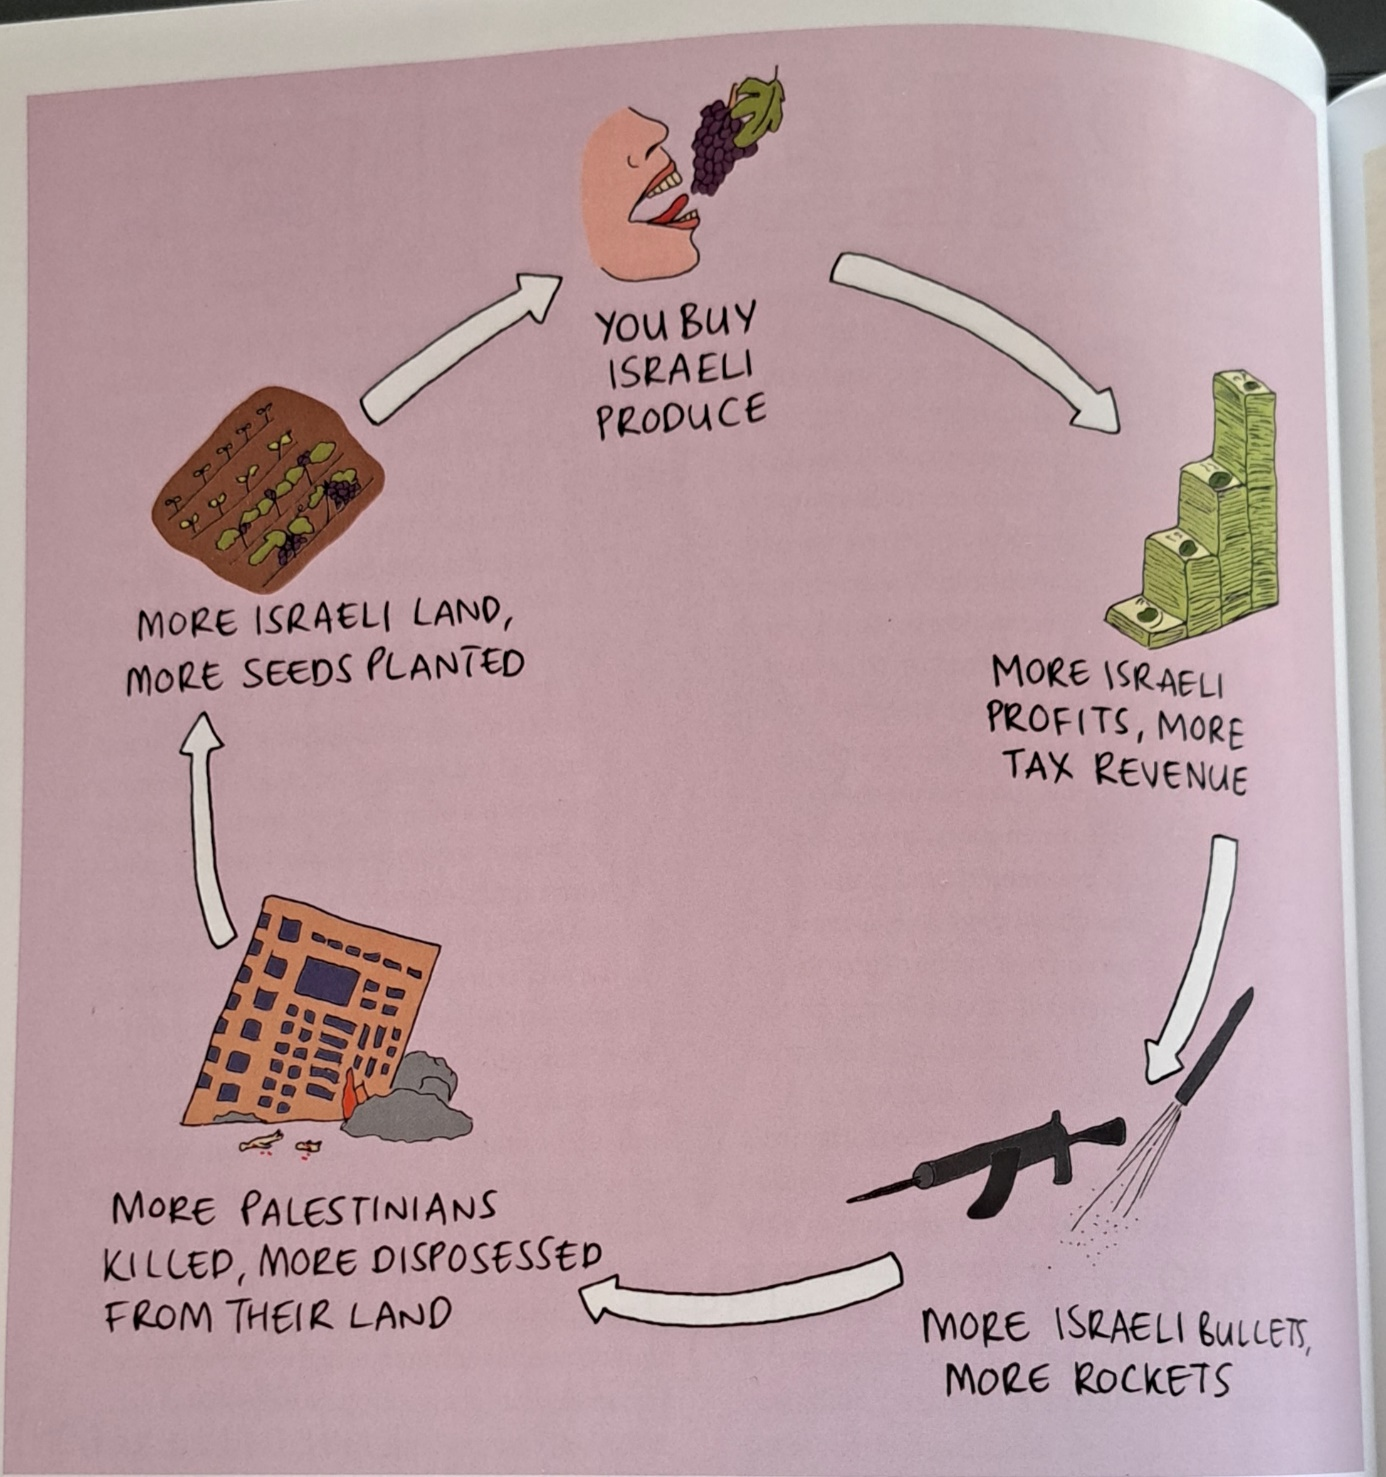 YOU BUY
ISRAELI
PRODUCE
MORE ISRAELI
PROFITS, MORE
TAX REVENUE
MORE ISRAELI BULLETS,
MORE ROCKETS
MORE PALESTINIANS
KILLED, MORE DISPOSESSED
FROM THEIR LAND
MORE ISRAELI LAND,
MORE SEEDS PLANTED